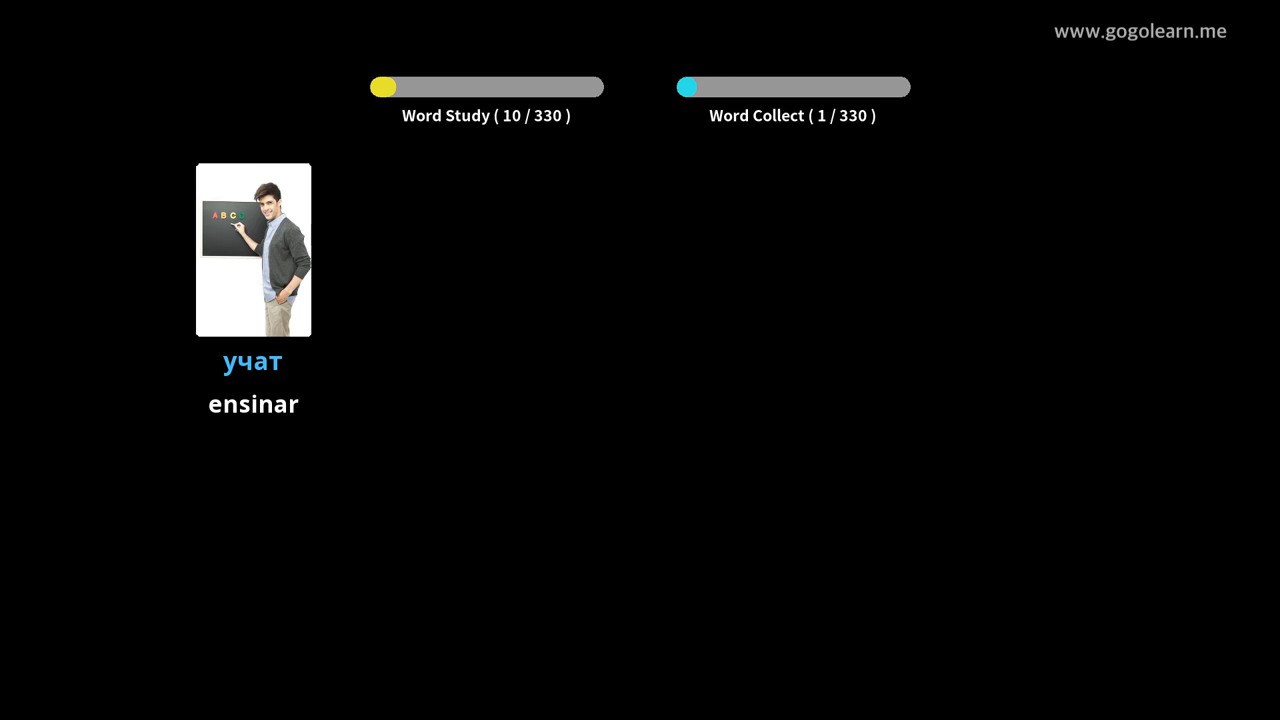 www.gogolearn.me
Word Study ( 10 / 330 )
Word Collect ( 1 / 330 )
A B C D
учат
ensinar